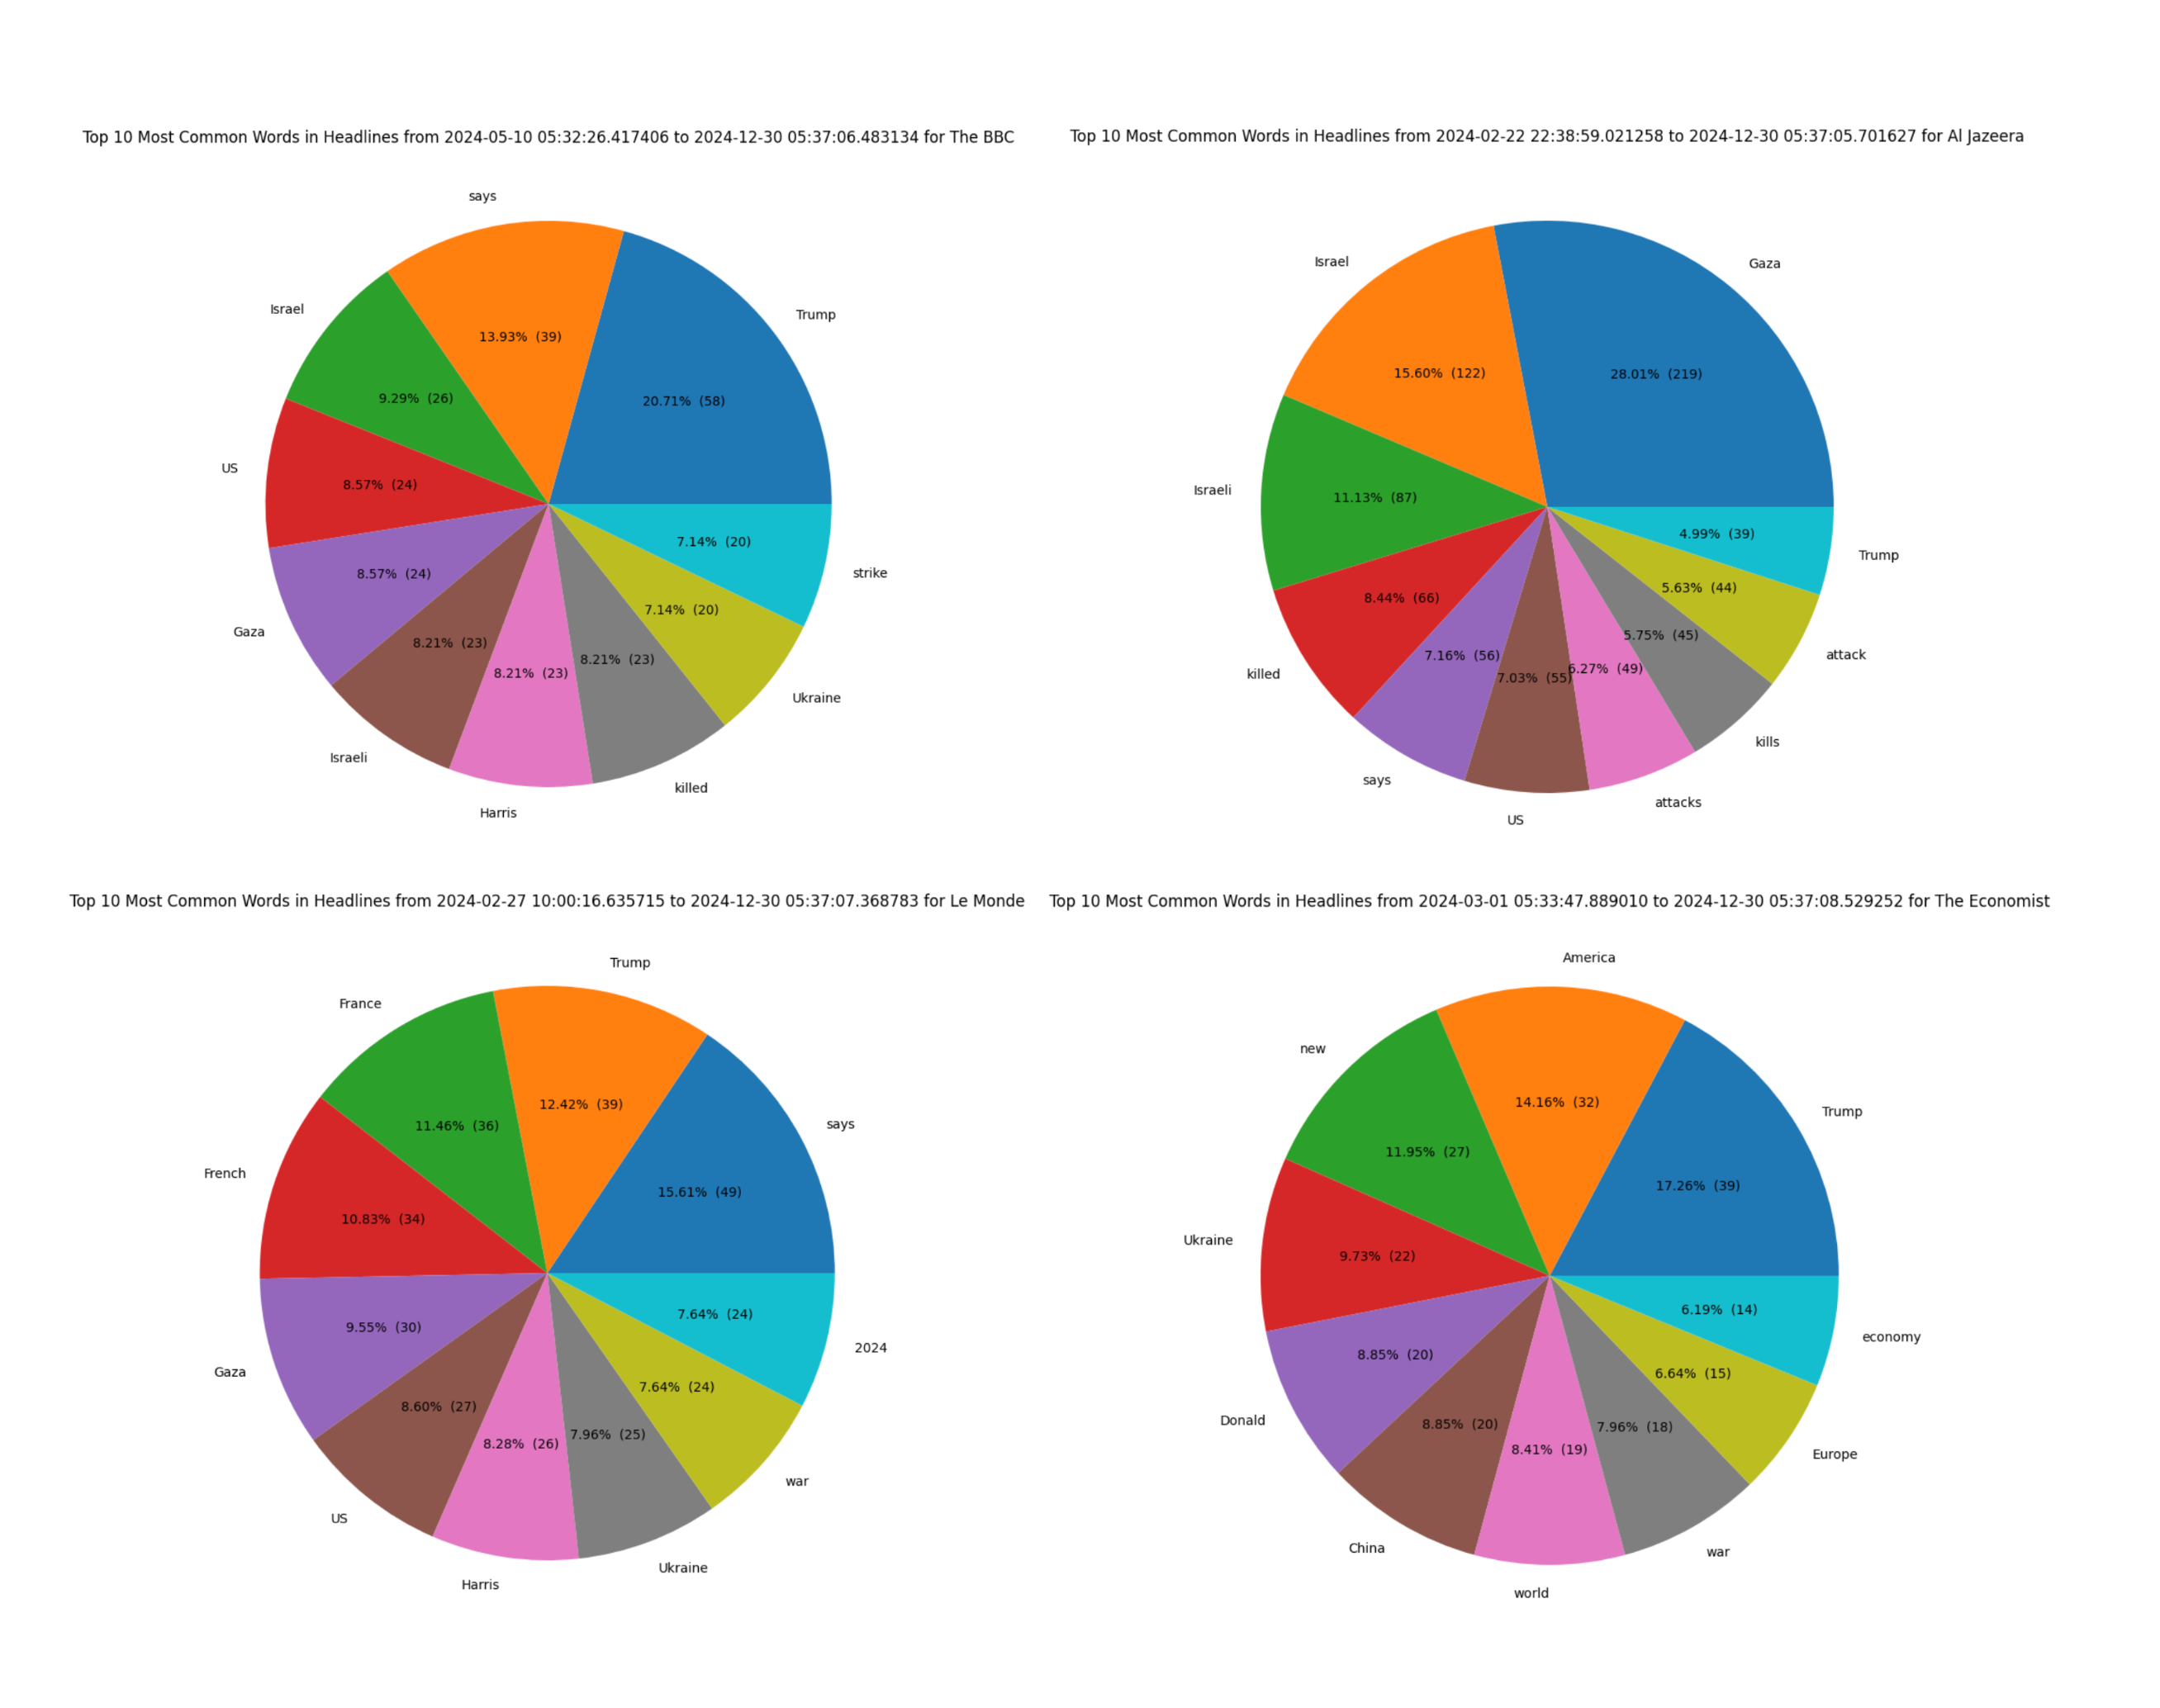 Top 10 Most Common Words in Headlines from 2024-05-10 05:32:26.417406 to 2024-12-30 05:37:06.483134 for The BBC
says
Trump
Israel
13.93% (39)
20.71% (58)
9.29% (26)
US
8.57% (24)
7.14% (20)
strike
8.57% (24)
7.14% (20)
Gaza
8.21% (23)
8.21% (23)
8.21% (23)
Ukraine
Israeli
killed
Harris
Top 10 Most Common Words in Headlines from 2024-02-22 22:38:59.021258 to 2024-12-30 05:37:05.701627 for Al Jazeera
Israel
Gaza
15.60% (122)
28.01% (219)
Israeli
11.13% (87)
4.99% (39)
Trump
8.44% (66)
5.63% (44)
5.75% (45)
7.16% (56)
attack
killed
7.03% (55)
6.27% (49)
kills
says
attacks
US
Top 10 Most Common Words in Headlines from 2024-02-27 10:00:16.635715 to 2024-12-30 05:37:07.368783 for Le Monde
Trump
France
12.42% (39)
11.46% (36)
says
French
15.61% (49)
10.83% (34)
9.55% (30)
7.64% (24)
2024
Gaza
7.64% (24)
8.60% (27)
8.28% (26)
7.96% (25)
war
US
Ukraine
Harris
Top 10 Most Common Words in Headlines from 2024-03-01 05:33:47.889010 to 2024-12-30 05:37:08.529252 for The Economist
America
new
14.16% (32)
Trump
11.95% (27)
17.26% (39)
Ukraine
9.73% (22)
6.19% (14)
economy
8.85% (20)
6.64% (15)
Donald
8.85% (20)
8.41% (19)
7.96% (18)
Europe
China
war
world